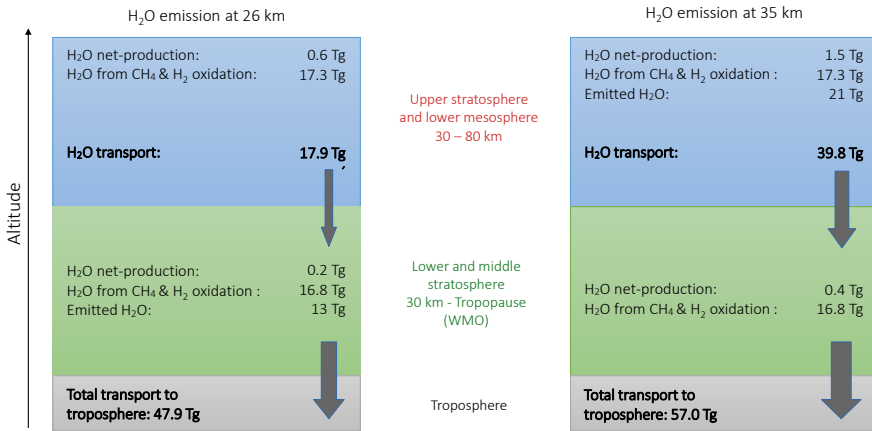 H₂O emission at 26 km
H₂O net-production: 0.6 Tg
H₂O from CH₄ & H₂ oxidation: 17.3 Tg
H₂O transport: 17.9 Tg
H₂O net-production: 0.2 Tg
H₂O from CH₄ & H₂ oxidation : 16.8 Tg
Emitted H₂O: 13 Tg
Total transport to
troposphere: 47.9 Tg
Altitude
Upper stratosphere
and lower mesosphere
30 – 80 km
Lower and middle
stratosphere
30 km - Tropopause
(WMO)
Troposphere
H₂O emission at 35 km
H₂O net-production: 1.5 Tg
H₂O from CH₄ & H₂ oxidation : 17.3 Tg
Emitted H₂O: 21 Tg
H₂O transport: 39.8 Tg
H₂O net-production: 0.4 Tg
H₂O from CH₄ & H₂ oxidation : 16.8 Tg
Total transport to
troposphere: 57.0 Tg